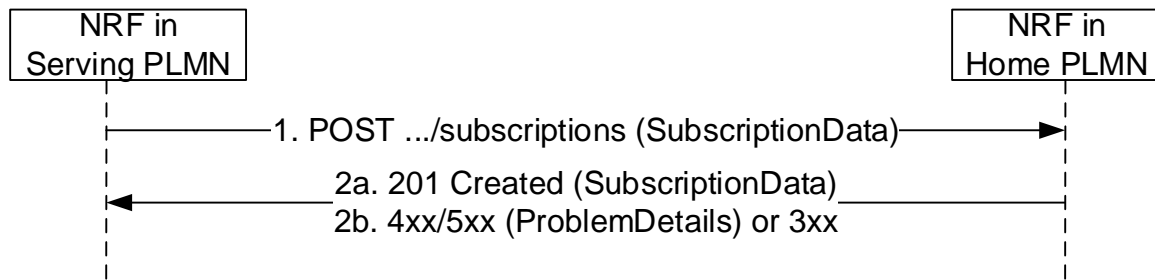 NRF in
Serving PLMN
NRF in
Home PLMN
1. POST .../subscriptions (SubscriptionData)
2a. 201 Created (SubscriptionData)
2b. 4xx/5xx (ProblemDetails) or 3xx